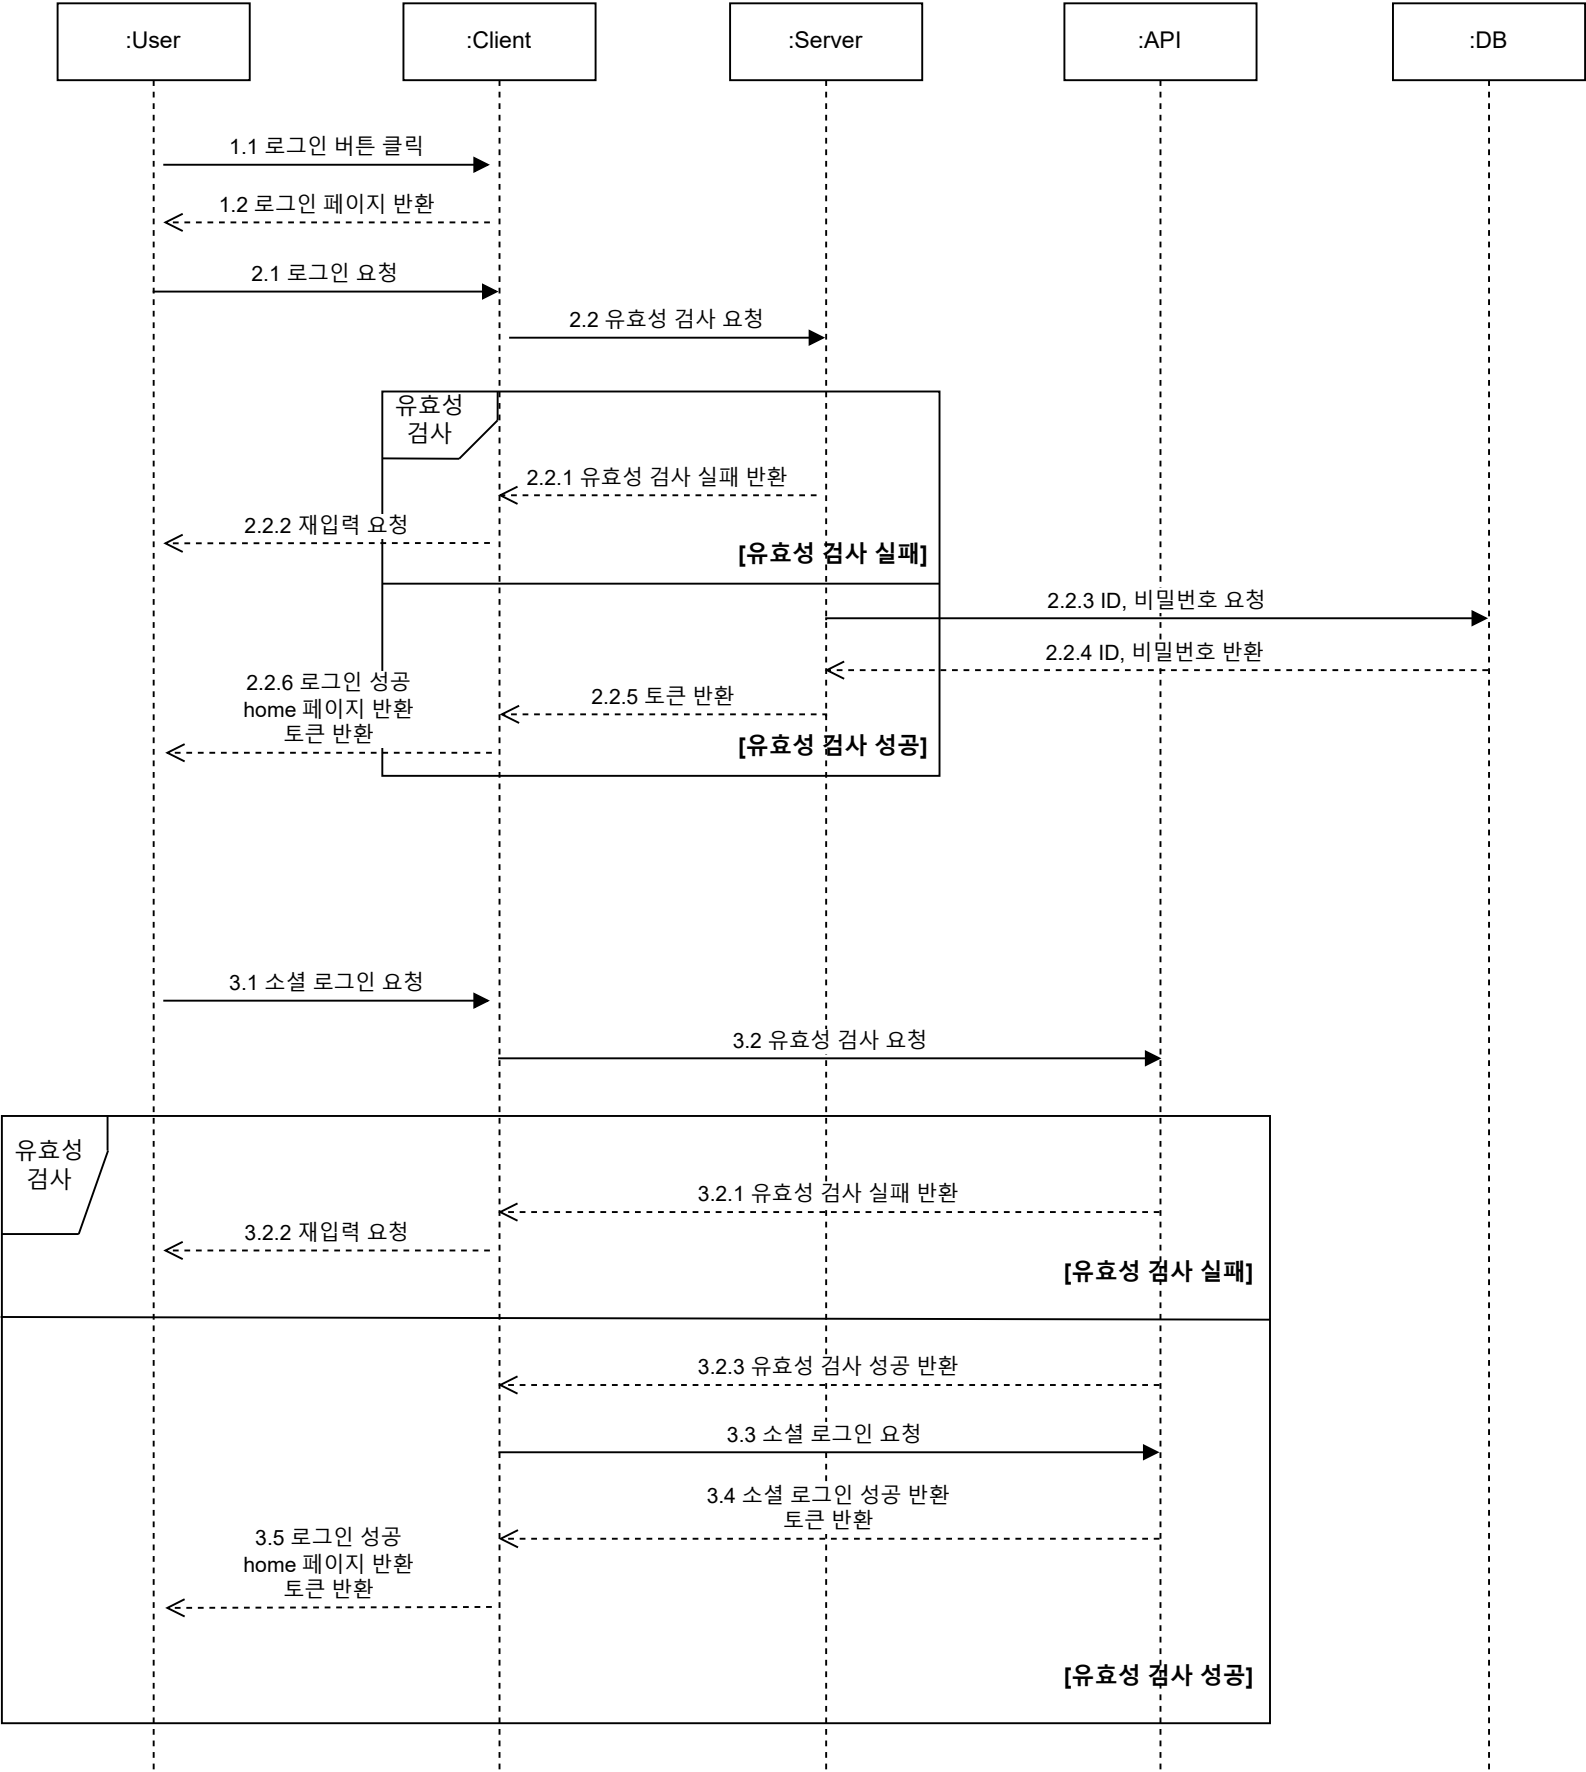 :User
:Client
:Server
:API
:DB
1.1 로그인 버튼 클릭
1.2 로그인 페이지 반환
2.1 로그인 요청
2.2 유효성 검사 요청
유효성
검사
2.2.1 유효성 검사 실패 반환
2.2.2 재입력 요청
[유효성 검사 실패]
2.2.3 ID, 비밀번호 요청
2.2.4 ID, 비밀번호 반환
2.2.5 토큰 반환
2.2.6 로그인 성공
home 페이지 반환
토큰 반환
[유효성 검사 성공]
3.1 소셜 로그인 요청
3.2 유효성 검사 요청
유효성
검사
3.2.1 유효성 검사 실패 반환
3.2.2 재입력 요청
[유효성 검사 실패]
3.2.3 유효성 검사 성공 반환
3.3 소셜 로그인 요청
3.4 소셜 로그인 성공 반환
토큰 반환
3.5 로그인 성공
home 페이지 반환
토큰 반환
[유효성 검사 성공]